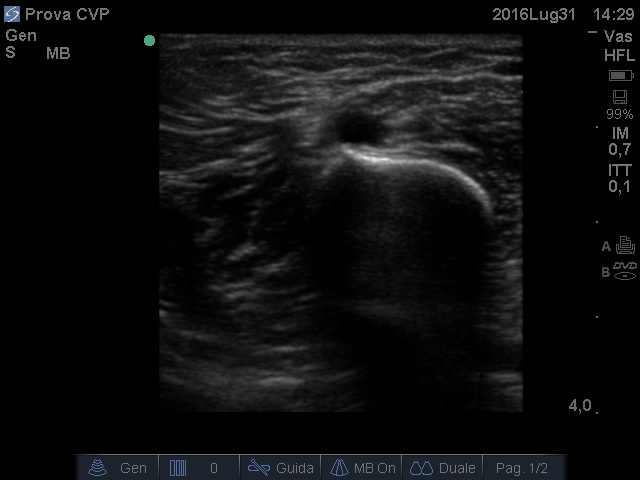 Prova CVP
2016Lug31 14:29
Gen
S MB
Vas
HFL
99%
IM
0,7
ITT
0,1
A
B DVD
4,0
Gen
0
Guida
MB On
Duale
Pag. 1/2